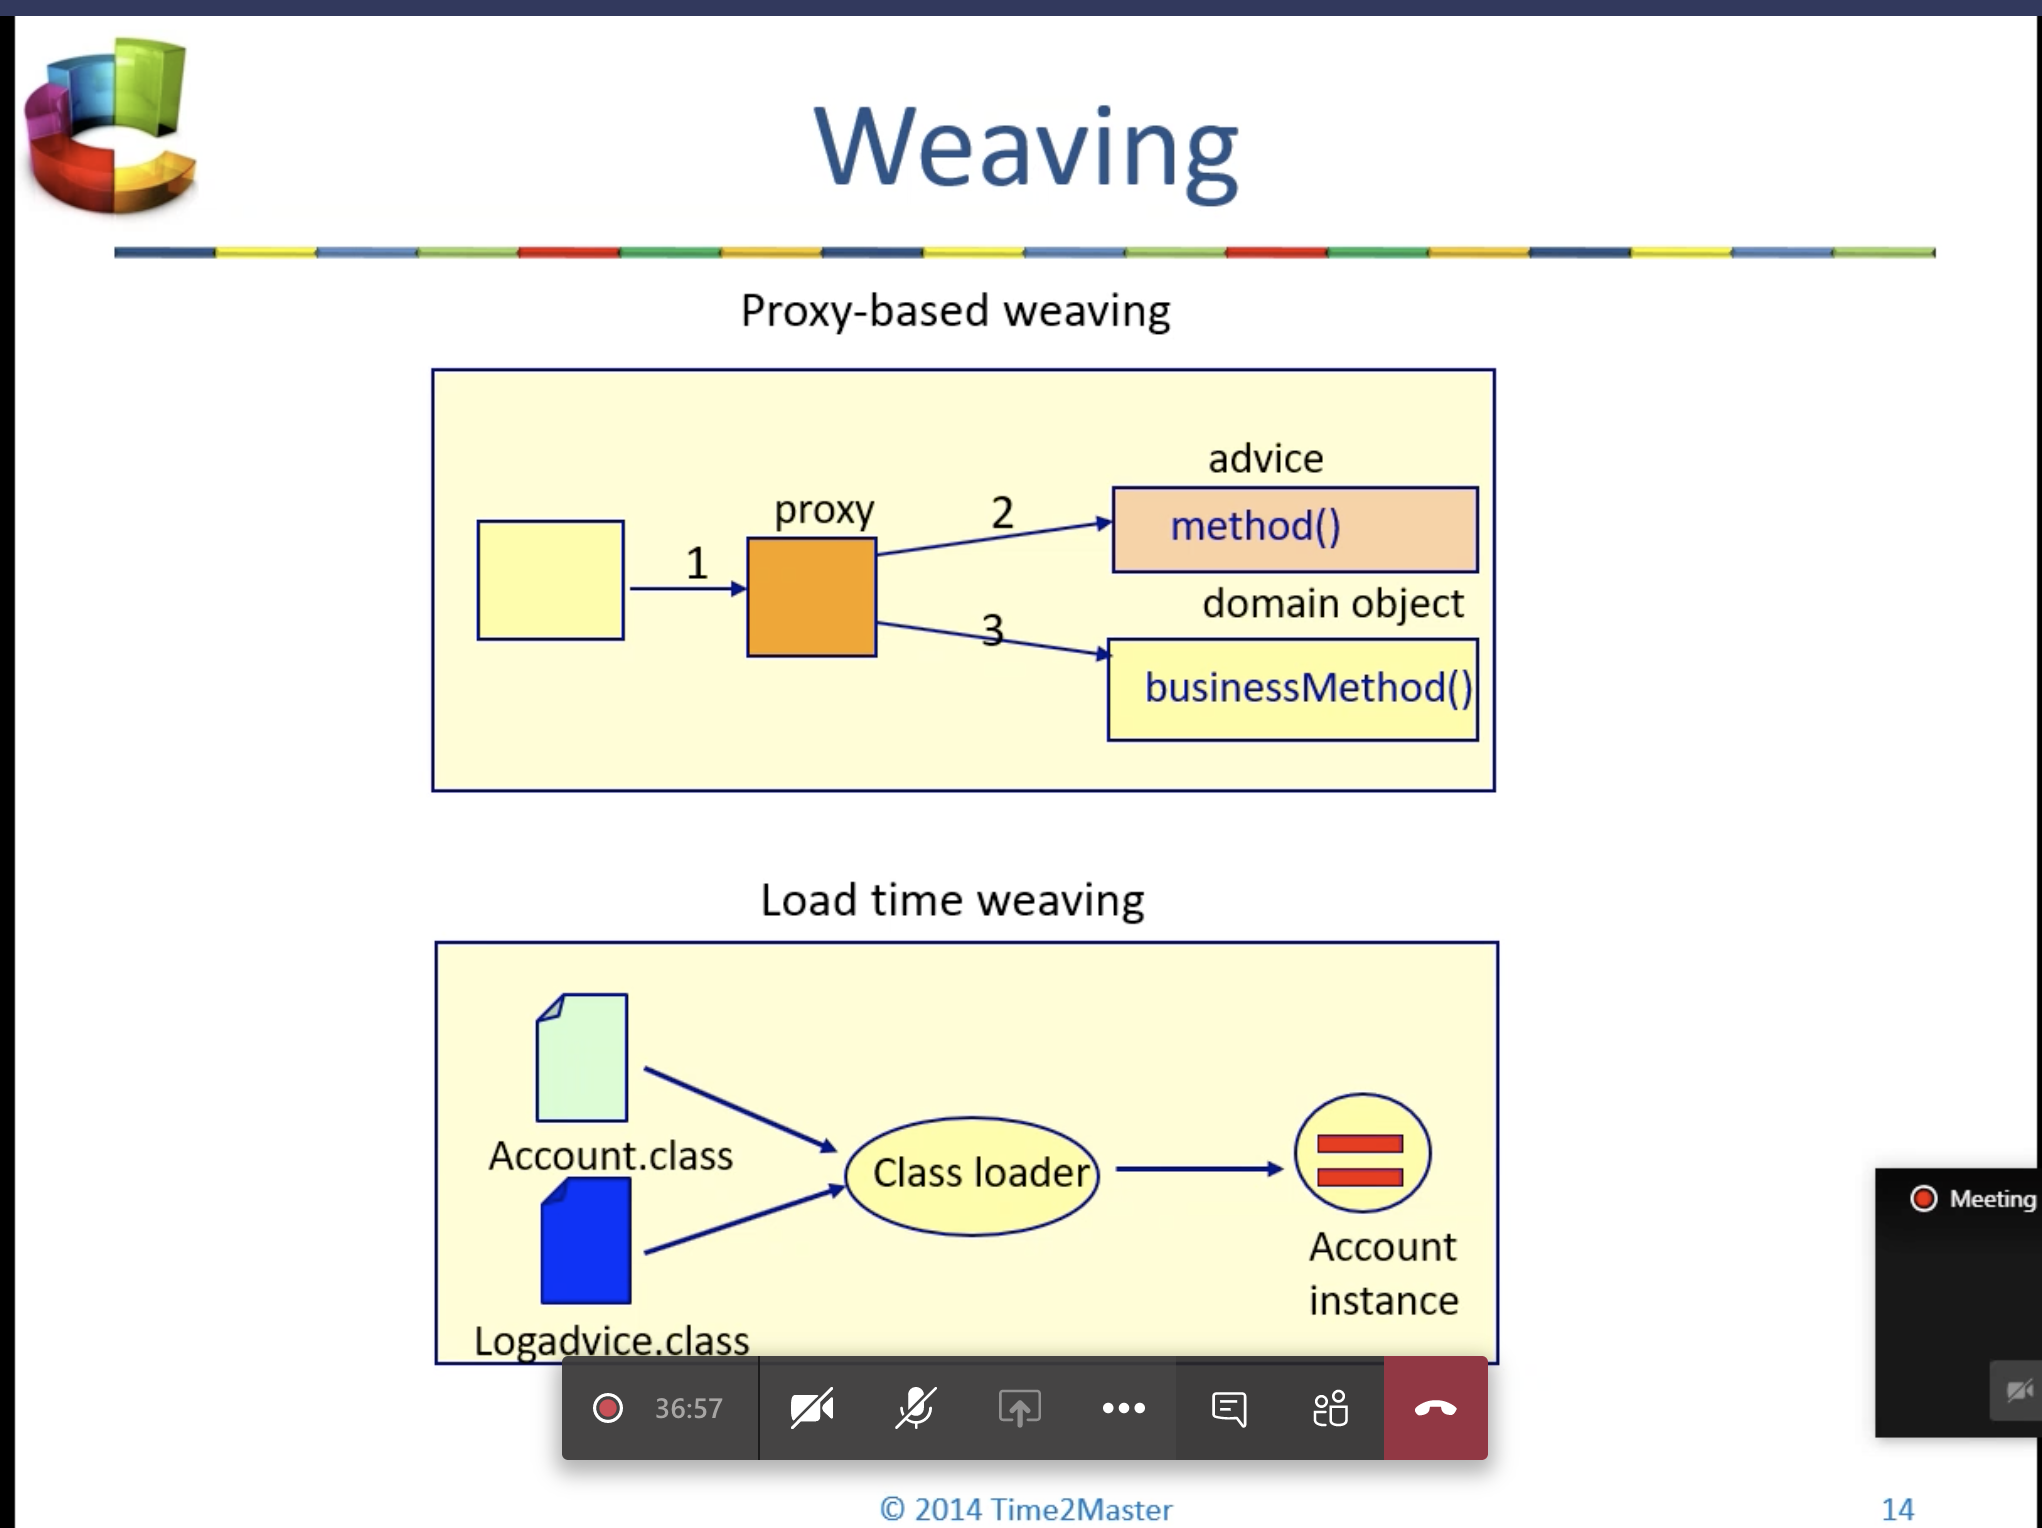 Weaving
Proxy-based weaving
advice
proxy
2
method()
1
domain object
3
businessMethod()
Load time weaving
Account.class
Class loader
Logadvice.class
Account
instance
Meeting
36:57
© 2014 Time2Master
14